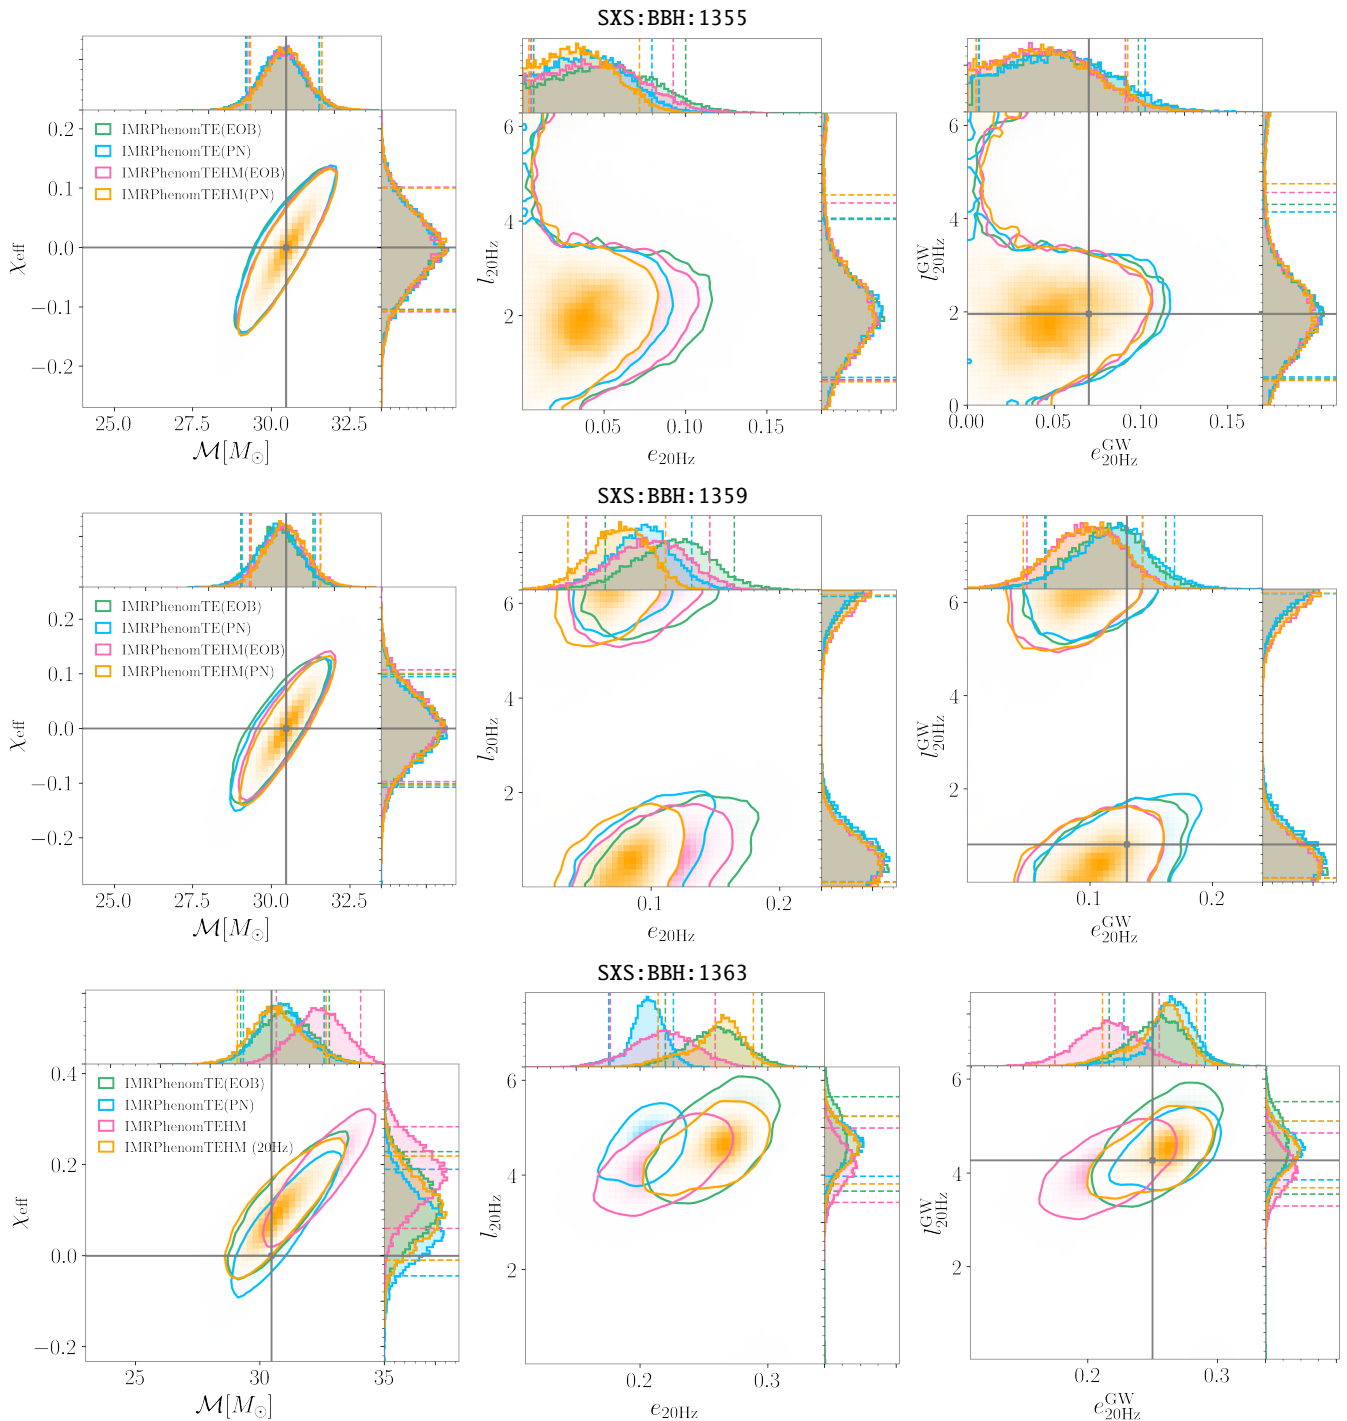 SXS:BBH:1355
IMRPhenomTE(EOB)
IMRPhenomTE(PN)
IMRPhenomTEHM(EOB)
IMRPhenomTEHM(PN)
0.2
0.1
0.0
−0.1
−0.2
χeff
25.0 27.5 30.0 32.5
ℳ[M⊙]
6
4
2
l20Hz
0.05 0.10 0.15
e20Hz
6
4
2
0
lGW20Hz
0.00 0.05 0.10 0.15
eGW20Hz
SXS:BBH:1359
IMRPhenomTE(EOB)
IMRPhenomTE(PN)
IMRPhenomTEHM(EOB)
IMRPhenomTEHM(PN)
0.2
0.1
0.0
−0.1
−0.2
χeff
25.0 27.5 30.0 32.5
ℳ[M⊙]
6
4
2
l20Hz
0.1 0.2
e20Hz
6
4
2
lGW20Hz
0.1 0.2
eGW20Hz
SXS:BBH:1363
IMRPhenomTE(EOB)
IMRPhenomTE(PN)
IMRPhenomTEHM
IMRPhenomTEHM (20Hz)
0.4
0.2
0.0
−0.2
χeff
25 30 35
ℳ[M⊙]
6
4
2
l20Hz
0.2 0.3
e20Hz
6
4
2
lGW20Hz
0.2 0.3
eGW20Hz